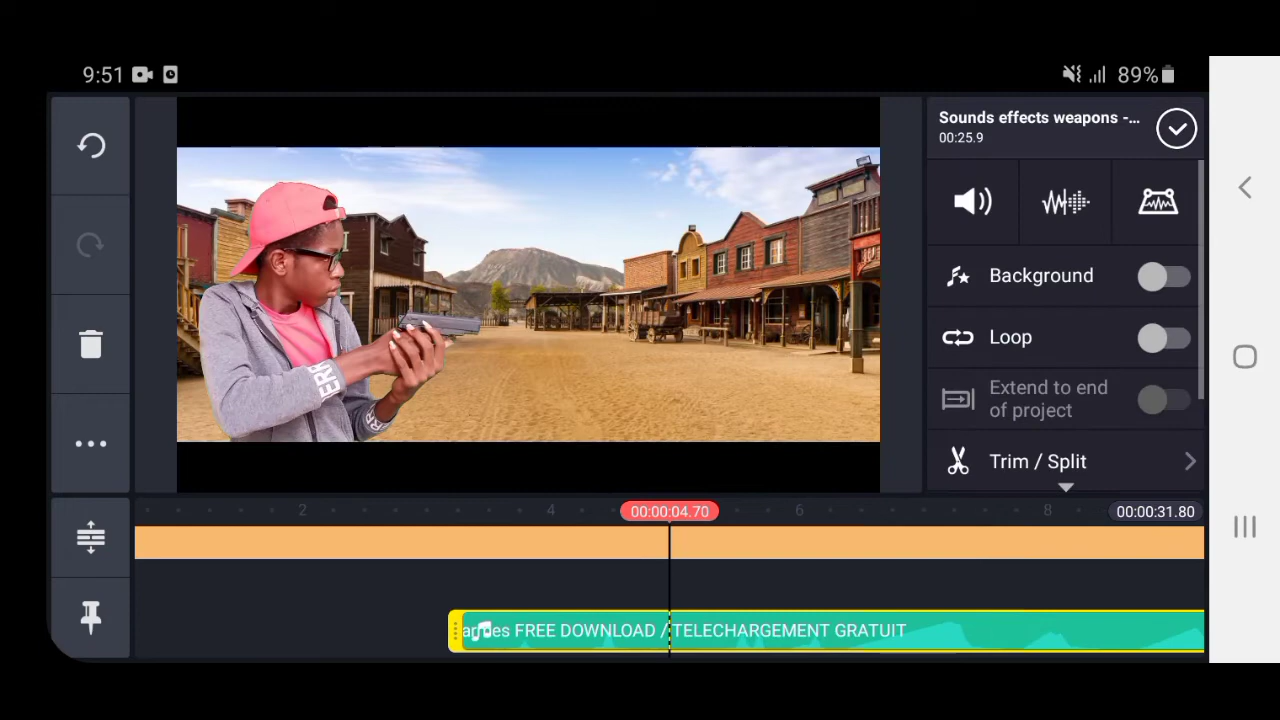 9:51
89%
Sounds effects weapons -...
00:25.9
Background
Loop
Extend to end
of project
Trim / Split
2
4
00:00:04.70
6
8
00:00:31.80
FREE DOWNLOAD / TELECHARGEMENT GRATUIT